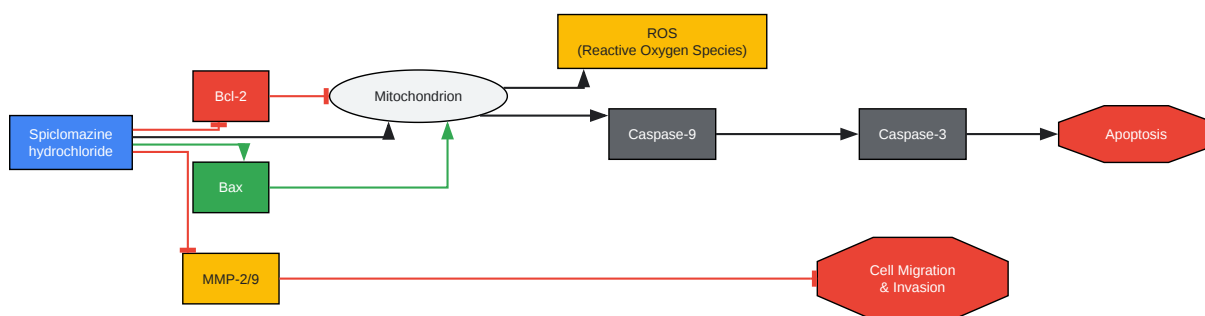 ROS
(Reactive Oxygen Species)
Bcl-2
Mitochondrion
Spiclomazine
hydrochloride
Caspase-9
Caspase-3
Apoptosis
Bax
MMP-2/9
Cell Migration
& Invasion